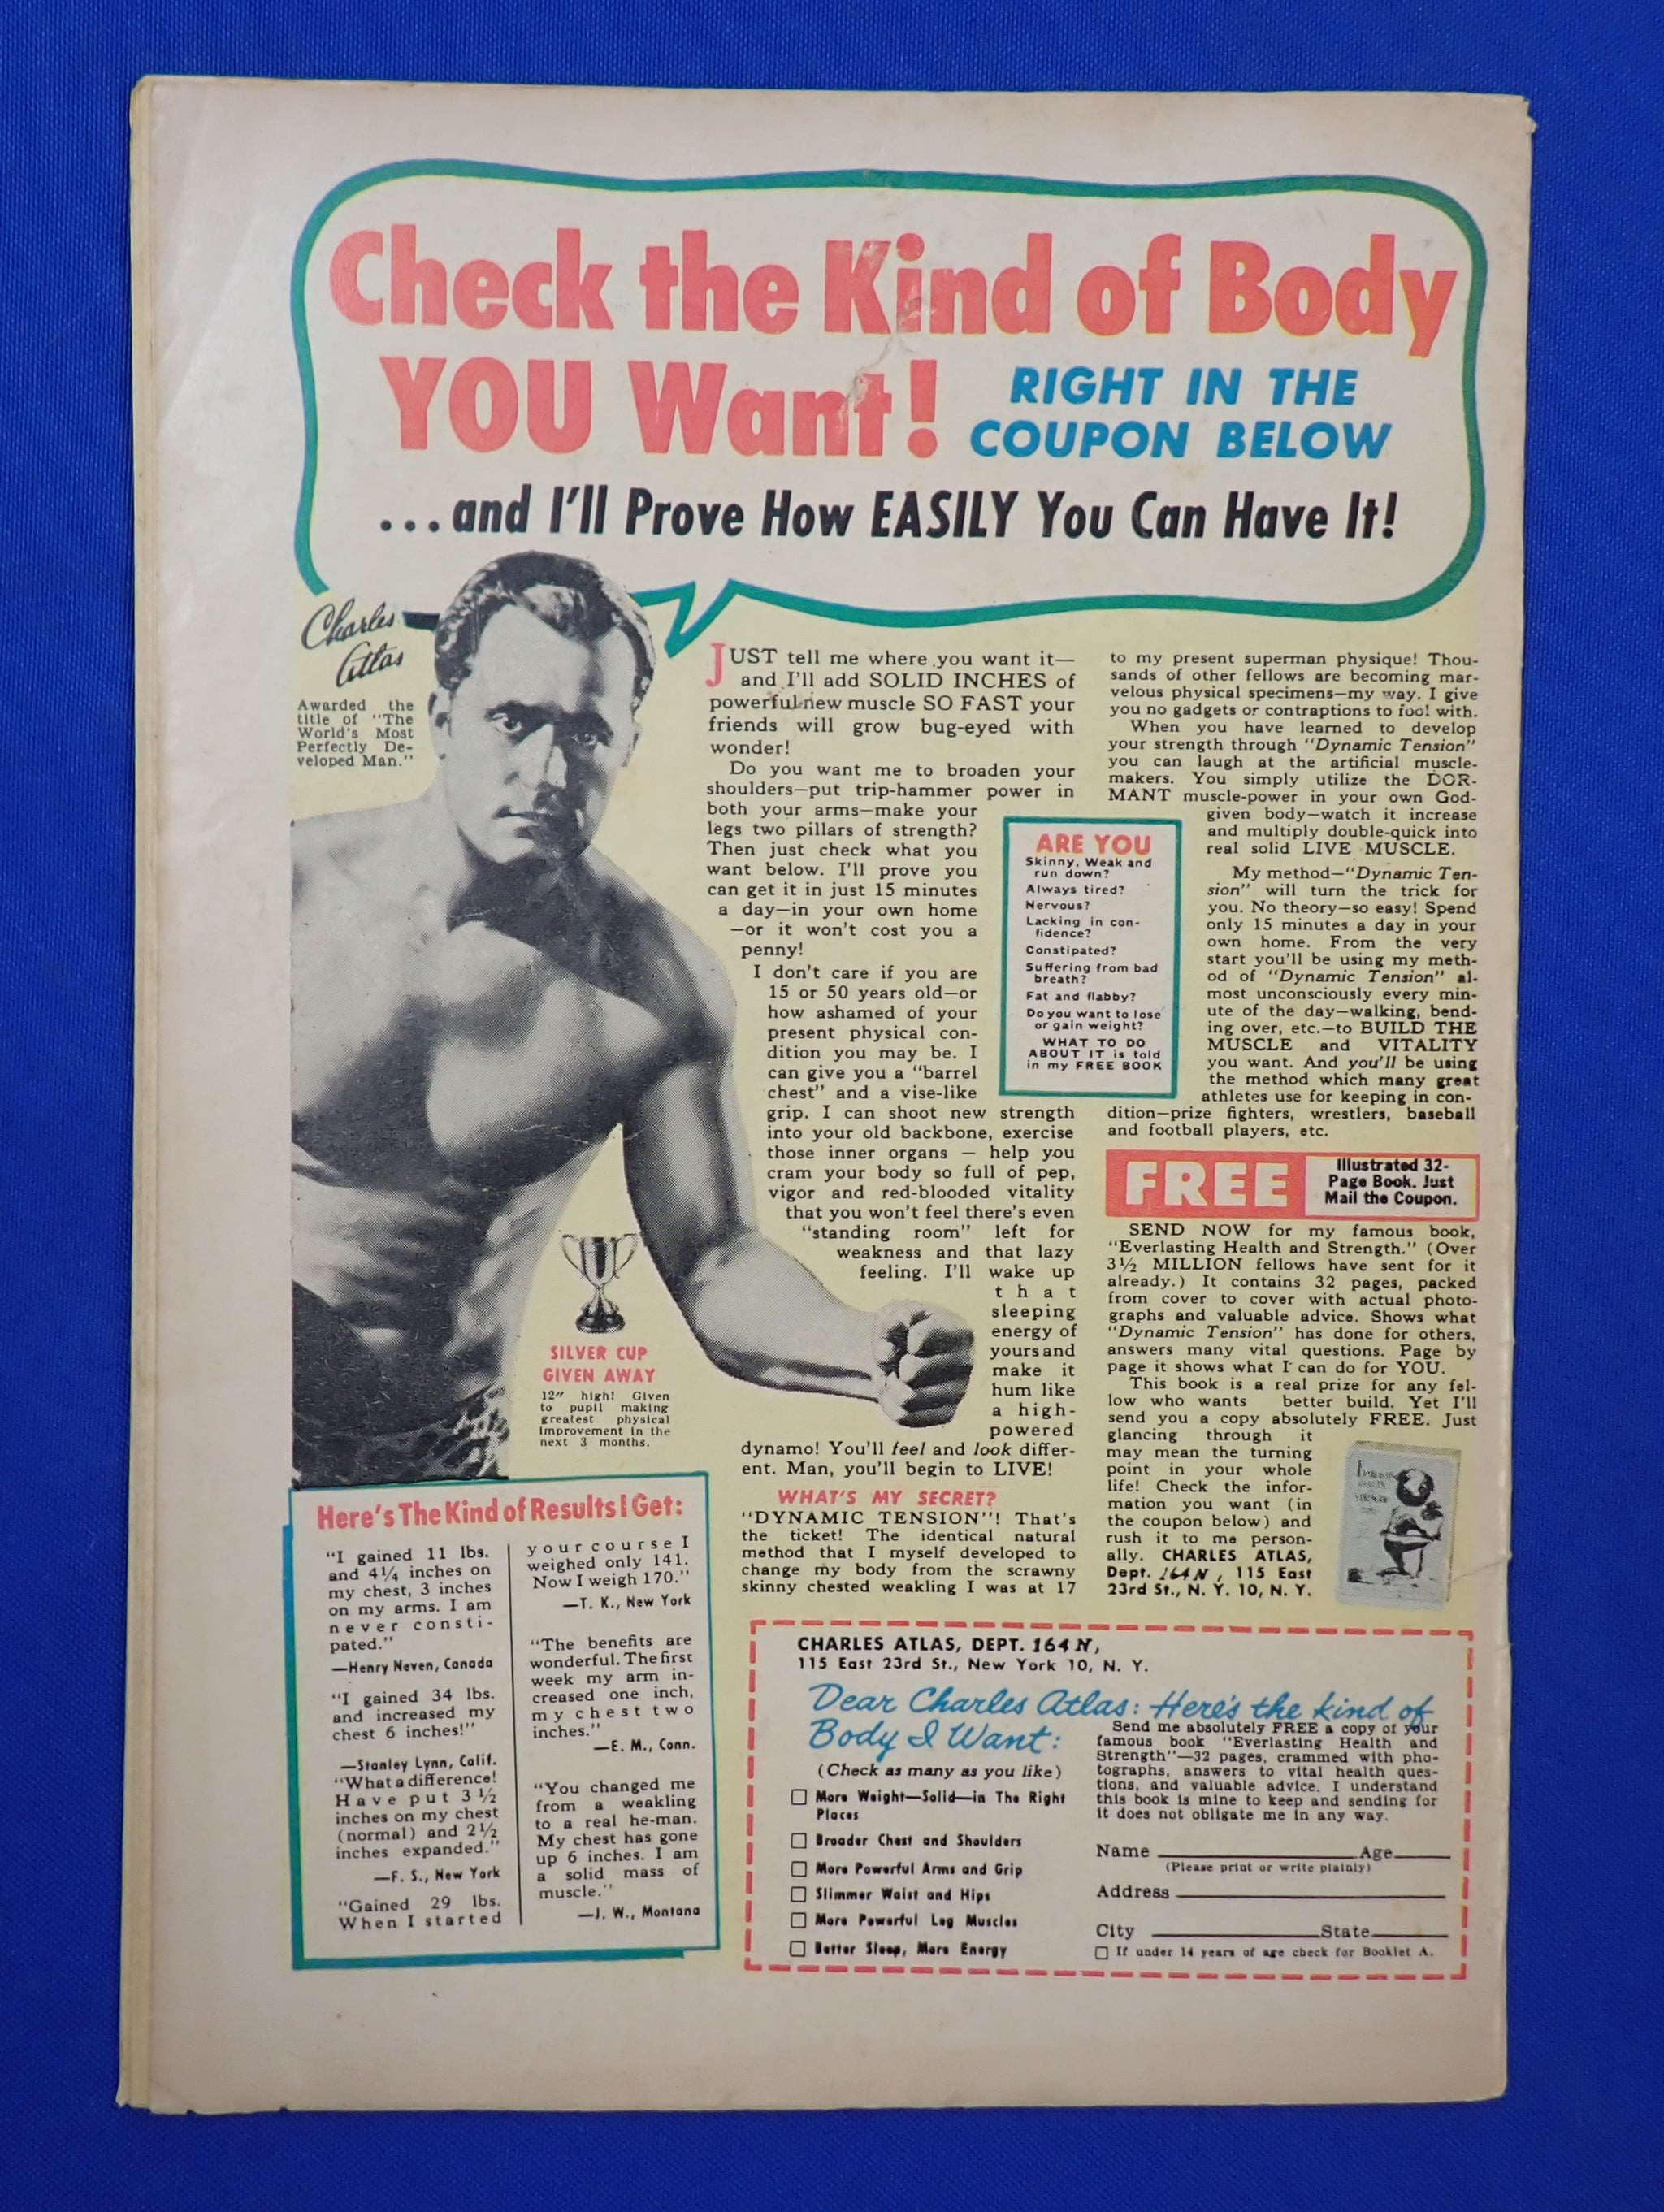 Check the Kind of Body
YOU Want!
RIGHT IN THE
COUPON BELOW
...and I'll Prove How EASILY You Can Have It!
Charles
Atlas
Awarded the
title of "The
World's Most
Perfectly De-
veloped Man."
JUST tell me where you want it—
and I'll add SOLID INCHES of
powerful new muscle SO FAST your
friends will grow bug-eyed with
wonder!
Do you want me to broaden your
shoulders—put trip-hammer power in
both your arms—make your
legs two pillars of strength?
Then just check what you
want below. I'll prove you
can get it in just 15 minutes
a day—in your own home
—or it won't cost you a
penny!
I don't care if you are
15 or 50 years old—or
how ashamed of your
present physical con-
dition you may be. I
can give you a "barrel
chest" and a vise-like
grip. I can shoot new strength
into your old backbone, exercise
those inner organs — help you
cram your body so full of pep,
vigor and red-blooded vitality
that you won't feel there's even
"standing room" left for
weakness and that lazy
feeling. I'll wake up
that
sleeping
energy of
yours and
make it
hum like
a high-
powered
dynamo! You'll feel and look differ-
ent. Man, you'll begin to LIVE!
WHAT'S MY SECRET?
"DYNAMIC TENSION"! That's
the ticket! The identical natural
method that I myself developed to
change my body from the scrawny
skinny chested weakling I was at 17
to my present superman physique! Thou-
sands of other fellows are becoming mar-
velous physical specimens—my way. I give
you no gadgets or contraptions to fool with.
When you have learned to develop
your strength through "Dynamic Tension"
you can laugh at the artificial muscle-
makers. You simply utilize the DOR-
MANT muscle-power in your own God-
given body—watch it increase
and multiply double-quick into
real solid LIVE MUSCLE.
My method—"Dynamic Ten-
sion" will turn the trick for
you. No theory—so easy! Spend
only 15 minutes a day in your
own home. From the very
start you'll be using my meth-
od of "Dynamic Tension" al-
most unconsciously every min-
ute of the day—walking, bend-
ing over, etc.—to BUILD THE
MUSCLE and VITALITY
you want. And you'll be using
the method which many great
athletes use for keeping in con-
dition—prize fighters, wrestlers, baseball
and football players, etc.
ARE YOU
Skinny, Weak and
run down?
Always tired?
Nervous?
Lacking in con-
fidence?
Constipated?
Suffering from bad
breath?
Fat and flabby?
Do you want to lose
or gain weight?
WHAT TO DO
ABOUT IT is told
in my FREE BOOK
FREE
Illustrated 32-
Page Book. Just
Mail the Coupon.
SEND NOW for my famous book,
"Everlasting Health and Strength." (Over
3½ MILLION fellows have sent for it
already.) It contains 32 pages, packed
from cover to cover with actual photo-
graphs and valuable advice. Shows what
"Dynamic Tension" has done for others,
answers many vital questions. Page by
page it shows what I can do for YOU.
This book is a real prize for any fel-
low who wants better build. Yet I'll
send you a copy absolutely FREE. Just
glancing through it
may mean the turning
point in your whole
life! Check the infor-
mation you want (in
the coupon below) and
rush it to me person-
ally. CHARLES ATLAS,
Dept. 164N, 115 East
23rd St., N. Y. 10, N. Y.
SILVER CUP
GIVEN AWAY
12" high! Given
to pupil making
greatest physical
improvement in the
next 3 months.
Here's The Kind of Results I Get:
"I gained 11 lbs.
and 4¼ inches on
my chest, 3 inches
on my arms. I am
never consti-
pated."
—Henry Neven, Canada
"I gained 34 lbs.
and increased my
chest 6 inches!"
—Stanley Lynn, Calif.
"What a difference!
Have put 3½
inches on my chest
(normal) and 2½
inches expanded."
—F. S., New York
"Gained 29 lbs.
When I started
your course I
weighed only 141.
Now I weigh 170."
—T. K., New York
"The benefits are
wonderful. The first
week my arm in-
creased one inch,
my chest two
inches."
—E. M., Conn.
"You changed me
from a weakling
to a real he-man.
My chest has gone
up 6 inches. I am
a solid mass of
muscle."
—J. W., Montana
CHARLES ATLAS, DEPT. 164N,
115 East 23rd St., New York 10, N. Y.
Dear Charles Atlas: Here's the kind of
Body I Want:
(Check as many as you like)
More Weight—Solid—in The Right
Places
Broader Chest and Shoulders
More Powerful Arms and Grip
Slimmer Waist and Hips
More Powerful Leg Muscles
Better Sleep, More Energy
Send me absolutely FREE a copy of your
famous book "Everlasting Health and
Strength"—32 pages, crammed with pho-
tographs, answers to vital health ques-
tions, and valuable advice. I understand
this book is mine to keep and sending for
it does not obligate me in any way.
Name Age
(Please print or write plainly)
Address
City State
If under 14 years of age check for Booklet A.